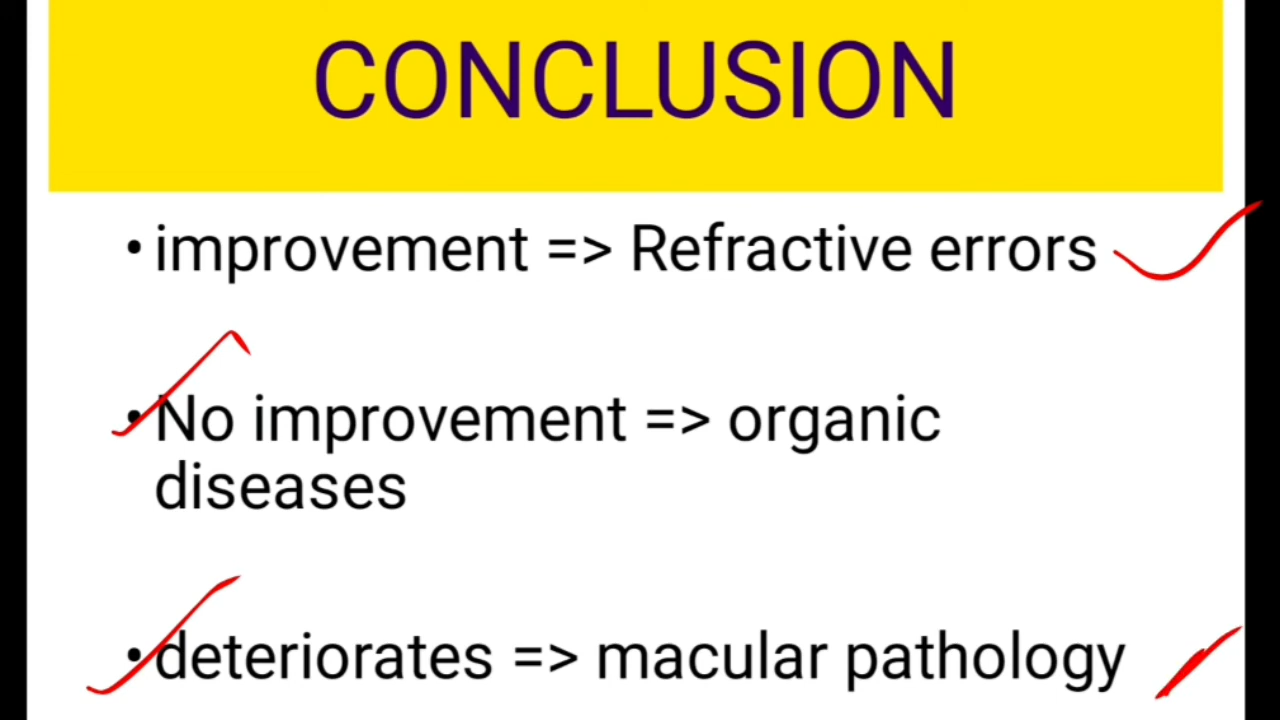 CONCLUSION
• improvement => Refractive errors
• No improvement => organic
diseases
• deteriorates => macular pathology